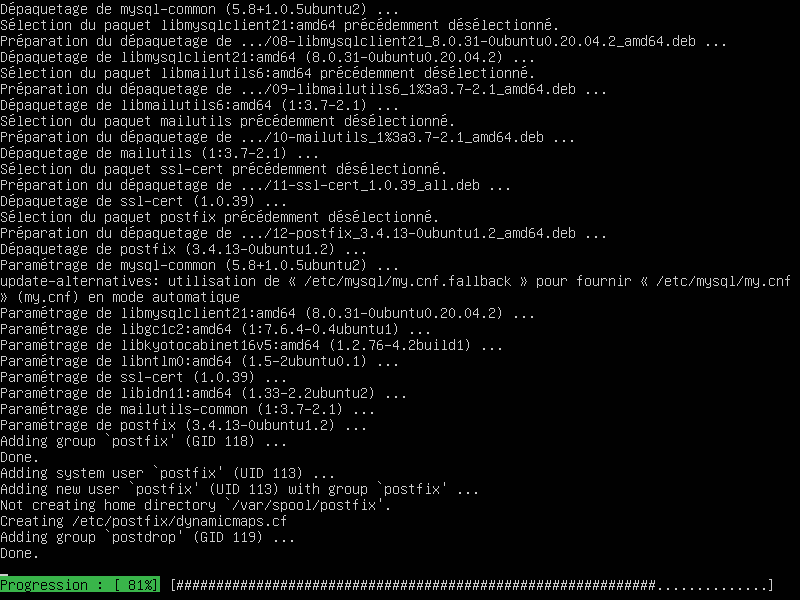 Dépaquetage de mysql-common (5.8+1.0.5ubuntu2) ...
Sélection du paquet libmysqlclient21:amd64 précédemment désélectionné.
Préparation du dépaquetage de .../08-libmysqlclient21_8.0.31-0ubuntu0.20.04.2_amd64.deb ...
Dépaquetage de libmysqlclient21:amd64 (8.0.31-0ubuntu0.20.04.2) ...
Sélection du paquet libmailutils6:amd64 précédemment désélectionné.
Préparation du dépaquetage de .../09-libmailutils6_1%3a3.7-2.1_amd64.deb ...
Dépaquetage de libmailutils6:amd64 (1:3.7-2.1) ...
Sélection du paquet mailutils précédemment désélectionné.
Préparation du dépaquetage de .../10-mailutils_1%3a3.7-2.1_amd64.deb ...
Dépaquetage de mailutils (1:3.7-2.1) ...
Sélection du paquet ssl-cert précédemment désélectionné.
Préparation du dépaquetage de .../11-ssl-cert_1.0.39_all.deb ...
Dépaquetage de ssl-cert (1.0.39) ...
Sélection du paquet postfix précédemment désélectionné.
Préparation du dépaquetage de .../12-postfix_3.4.13-0ubuntu1.2_amd64.deb ...
Dépaquetage de postfix (3.4.13-0ubuntu1.2) ...
Paramétrage de mysql-common (5.8+1.0.5ubuntu2) ...
update-alternatives: utilisation de « /etc/mysql/my.cnf.fallback » pour fournir « /etc/mysql/my.cnf
» (my.cnf) en mode automatique
Paramétrage de libmysqlclient21:amd64 (8.0.31-0ubuntu0.20.04.2) ...
Paramétrage de libgc1c2:amd64 (1:7.6.4-0.4ubuntu1) ...
Paramétrage de libkyotocabinet16v5:amd64 (1.2.76-4.2build1) ...
Paramétrage de libntlm0:amd64 (1.5-2ubuntu0.1) ...
Paramétrage de ssl-cert (1.0.39) ...
Paramétrage de libidn11:amd64 (1.33-2.2ubuntu2) ...
Paramétrage de mailutils-common (1:3.7-2.1) ...
Paramétrage de postfix (3.4.13-0ubuntu1.2) ...
Adding group `postfix' (GID 118) ...
Done.
Adding system user `postfix' (UID 113) ...
Adding new user `postfix' (UID 113) with group `postfix' ...
Not creating home directory `/var/spool/postfix'.
Creating /etc/postfix/dynamicmaps.cf
Adding group `postdrop' (GID 119) ...
Done.
Progression : [ 81%] [############################################################..............]